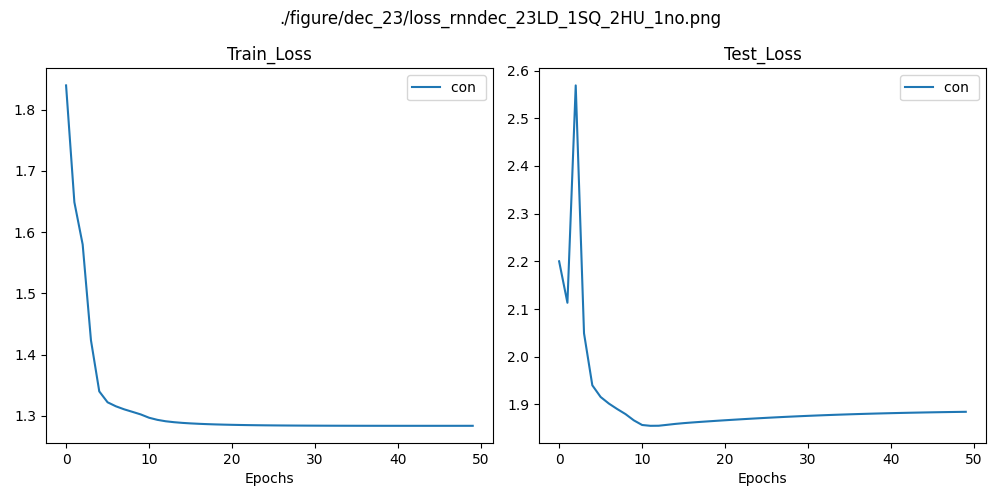 ./figure/dec_23/loss_rnndec_23LD_1SQ_2HU_1no.png
Train_Loss
con
1.8
1.7
1.6
1.5
1.4
1.3
0 10 20 30 40 50
Epochs
Test_Loss
con
2.6
2.5
2.4
2.3
2.2
2.1
2.0
1.9
0 10 20 30 40 50
Epochs